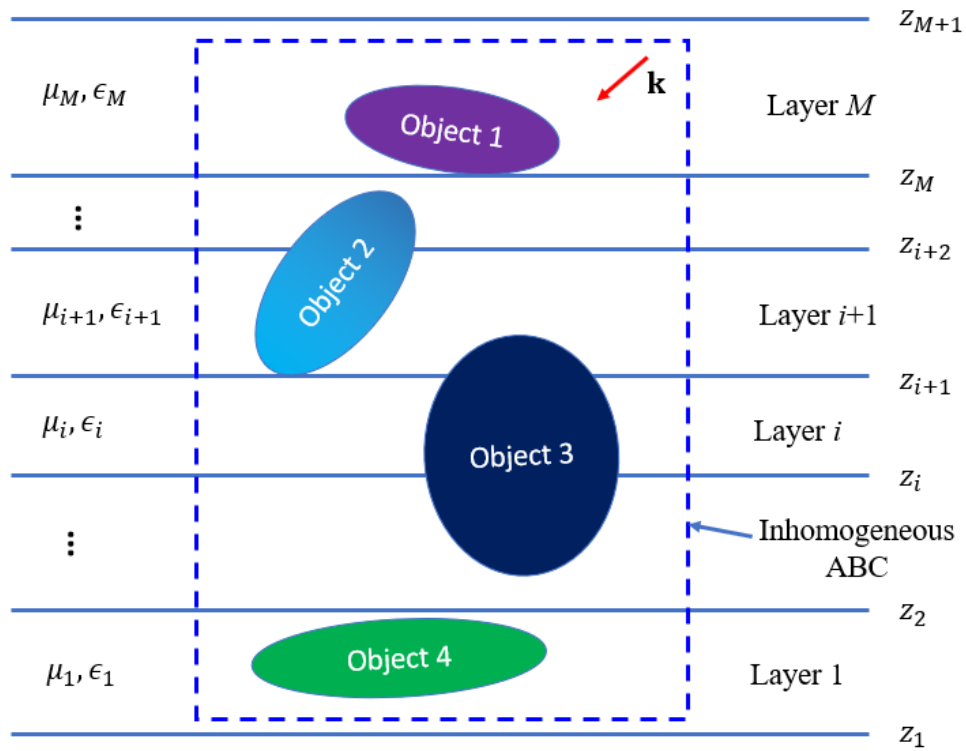 z_{M+1}
μ_M, ϵ_M
k
Layer M
Object 1
z_M
⋮
Object 2
z_{i+2}
μ_{i+1}, ϵ_{i+1}
Layer i+1
z_{i+1}
μ_i, ϵ_i
Layer i
Object 3
z_i
⋮
Inhomogeneous
ABC
z_2
Object 4
μ_1, ϵ_1
Layer 1
z_1